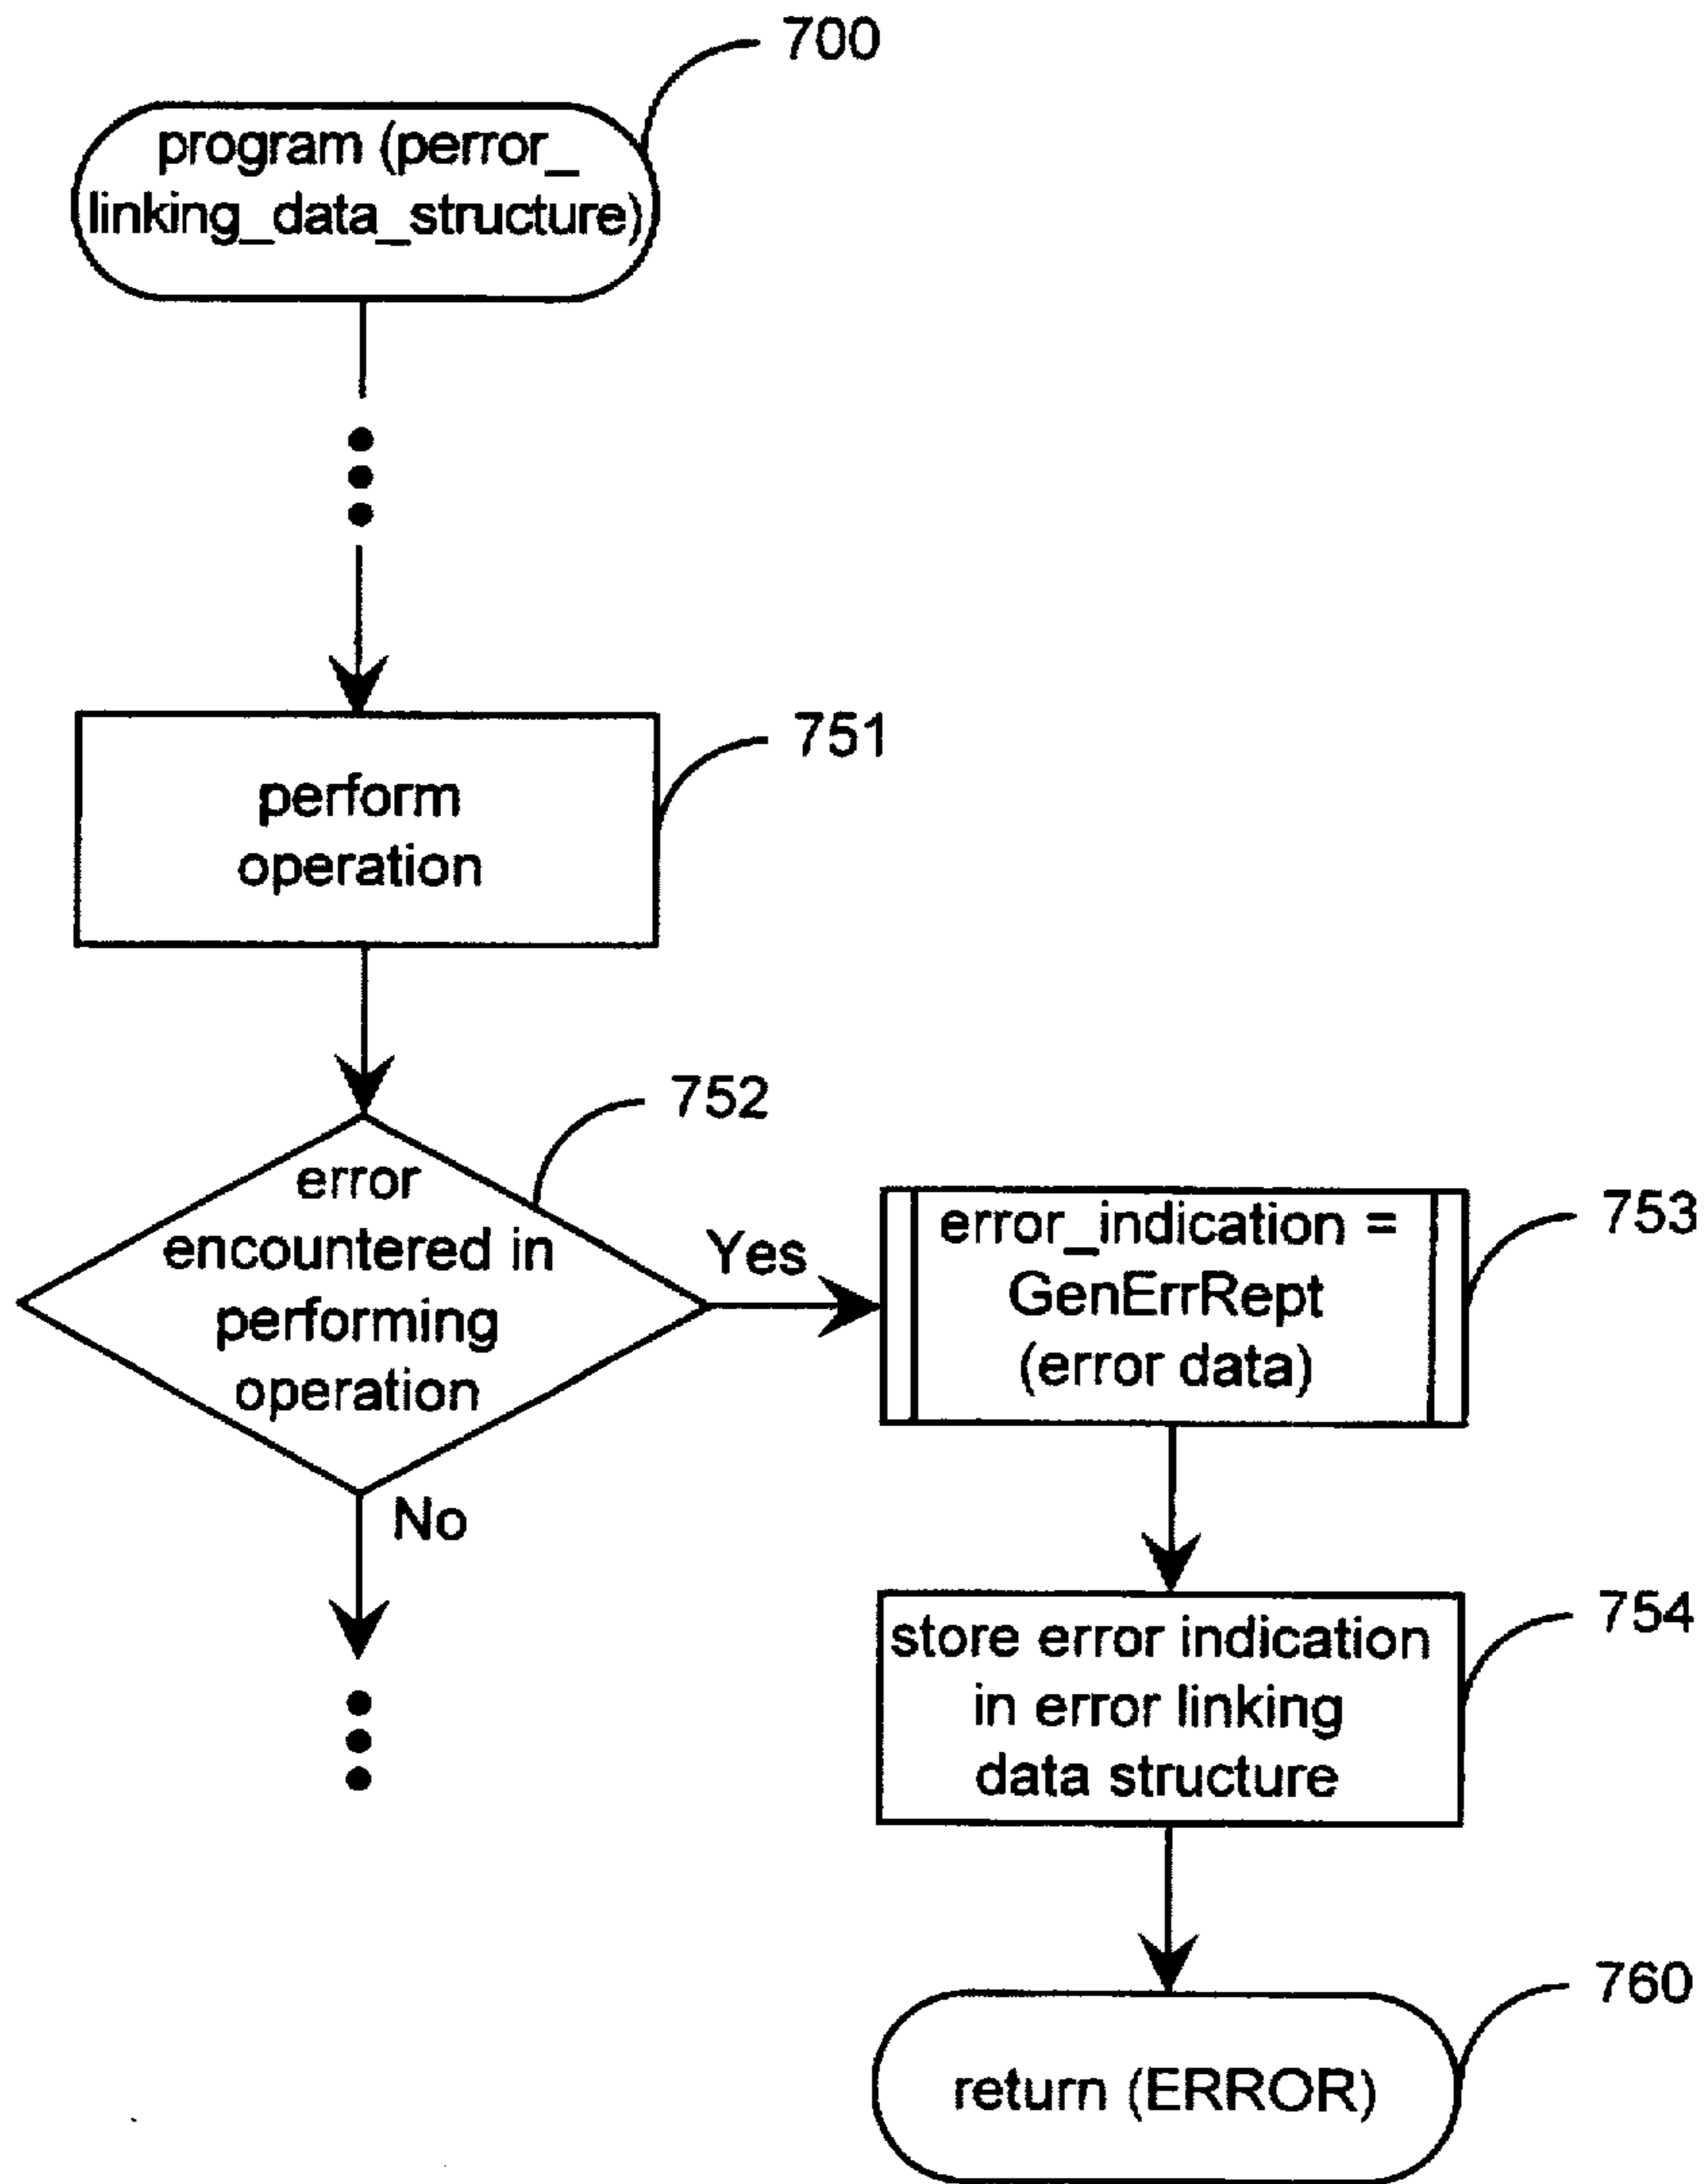 700
program (perror_
linking_data_structure)
751
perform
operation
752
error
encountered in
performing
operation
Yes
No
753
error_indication =
GenErrRept
(error data)
754
store error indication
in error linking
data structure
760
return (ERROR)